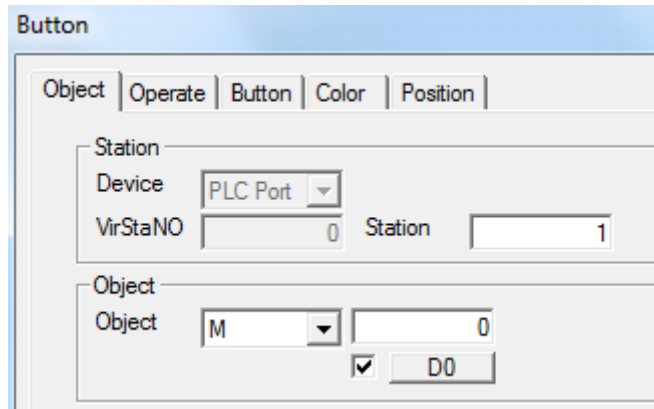 Button
Object Operate Button Color Position
Station
Device PLC Port
VirStaNO 0 Station 1
Object
Object M 0
D0